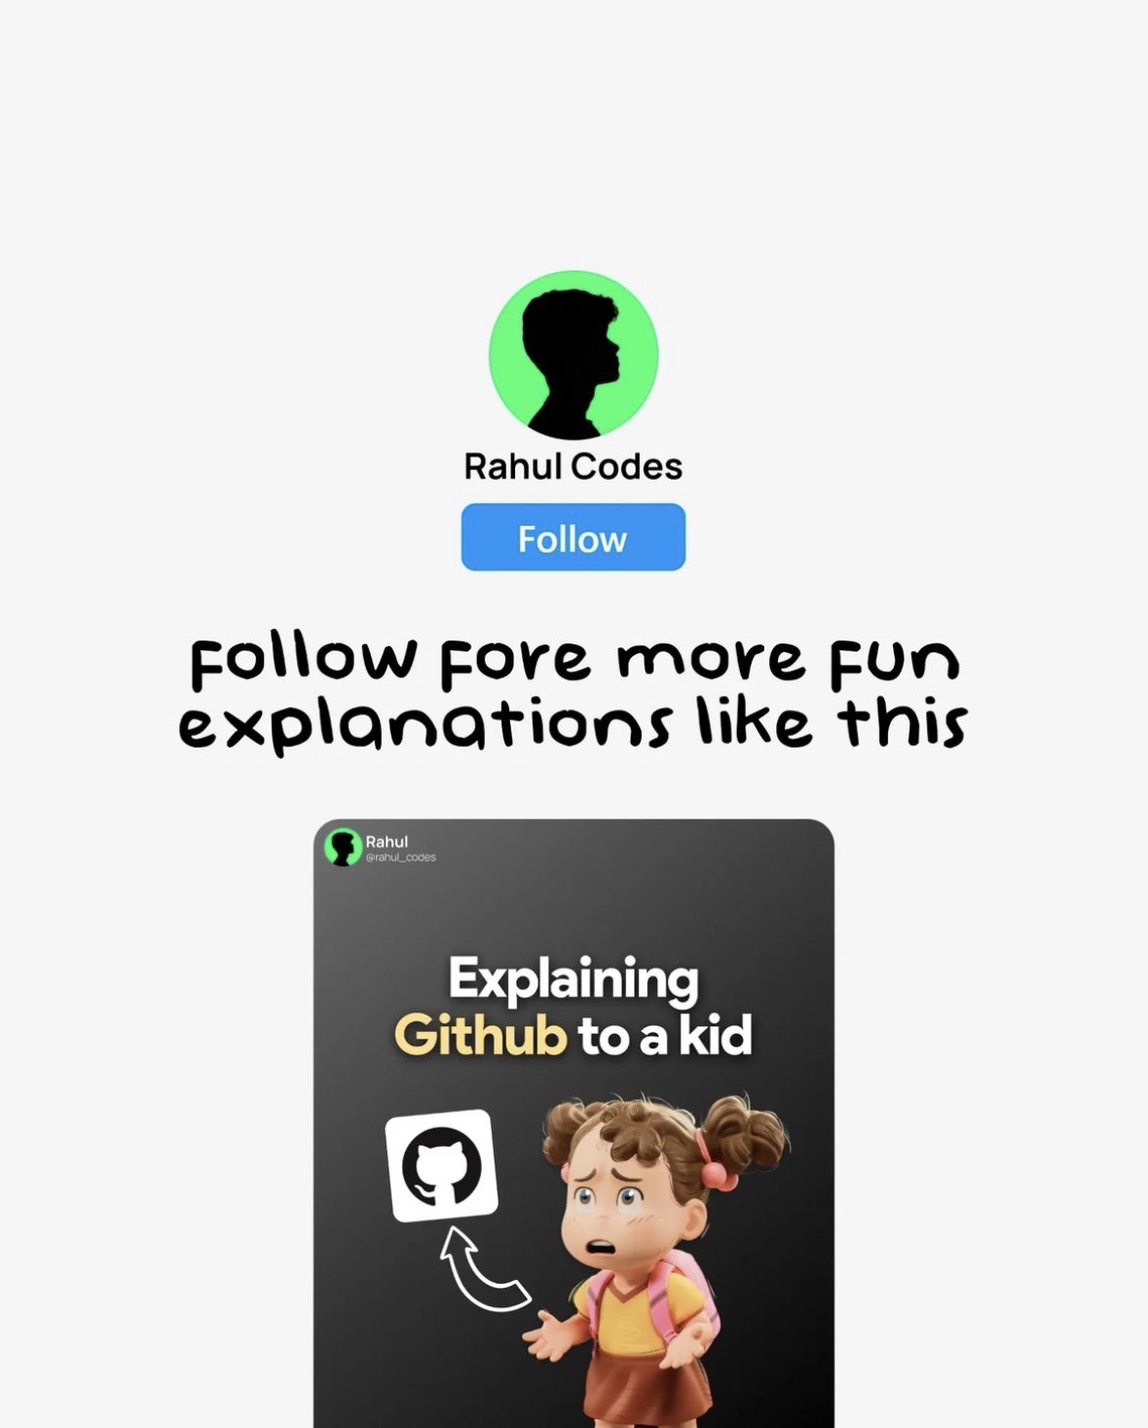 Rahul Codes
Follow
Follow Fore more Fun
explanations like this
Rahul
@rahul_codes
Explaining
Github to a kid